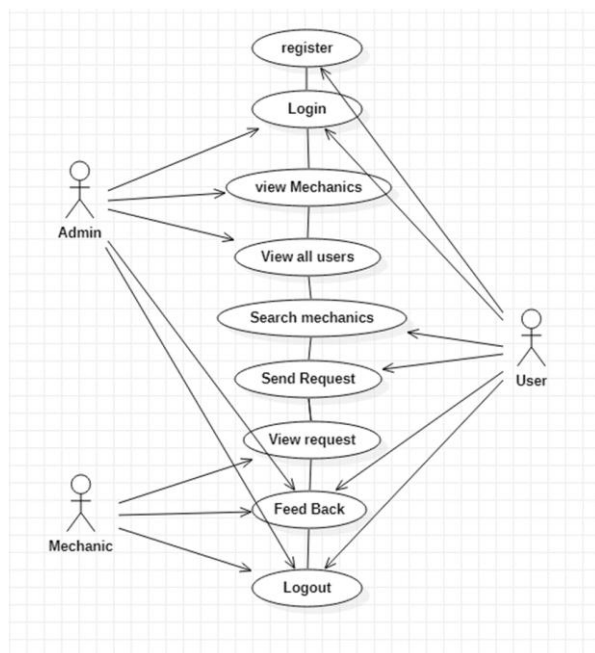 register
Login
view Mechanics
Admin
View all users
Search mechanics
User
Send Request
View request
Feed Back
Mechanic
Logout